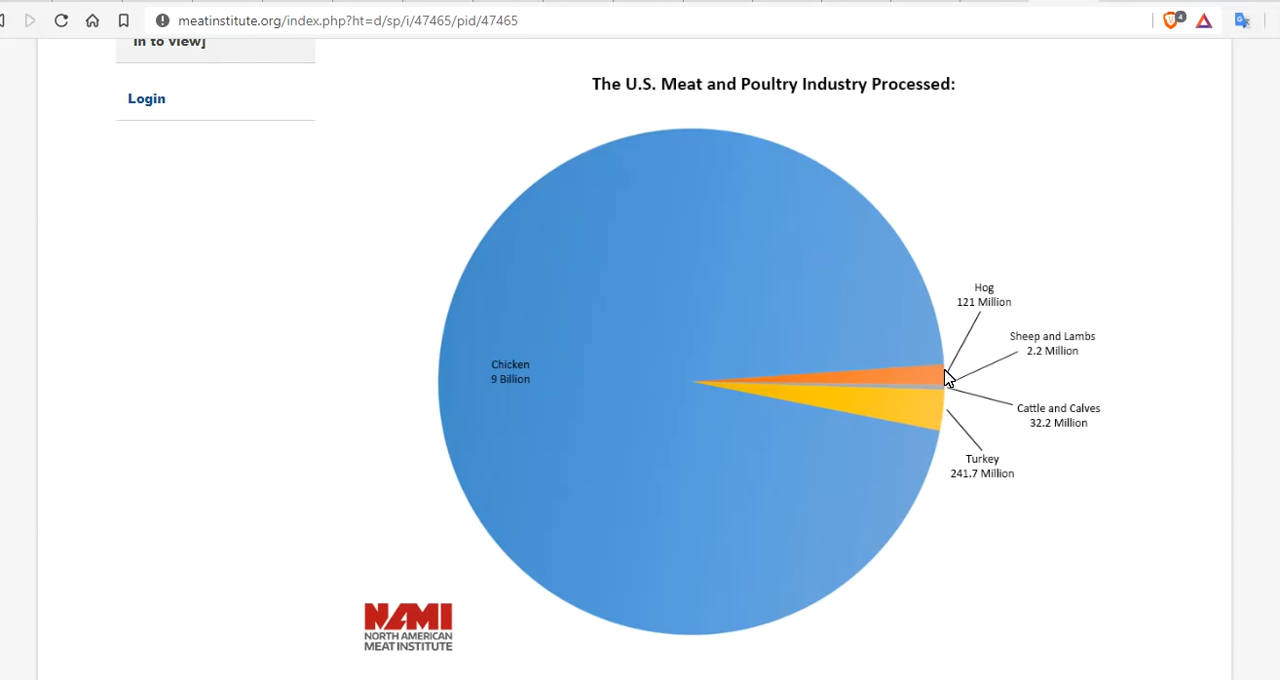 meatinstitute.org/index.php?ht=d/sp/i/47465/pid/47465
4
in to view]
Login
The U.S. Meat and Poultry Industry Processed:
Hog
121 Million
Sheep and Lambs
2.2 Million
Chicken
9 Billion
Cattle and Calves
32.2 Million
Turkey
241.7 Million
NAMI
NORTH AMERICAN
MEAT INSTITUTE